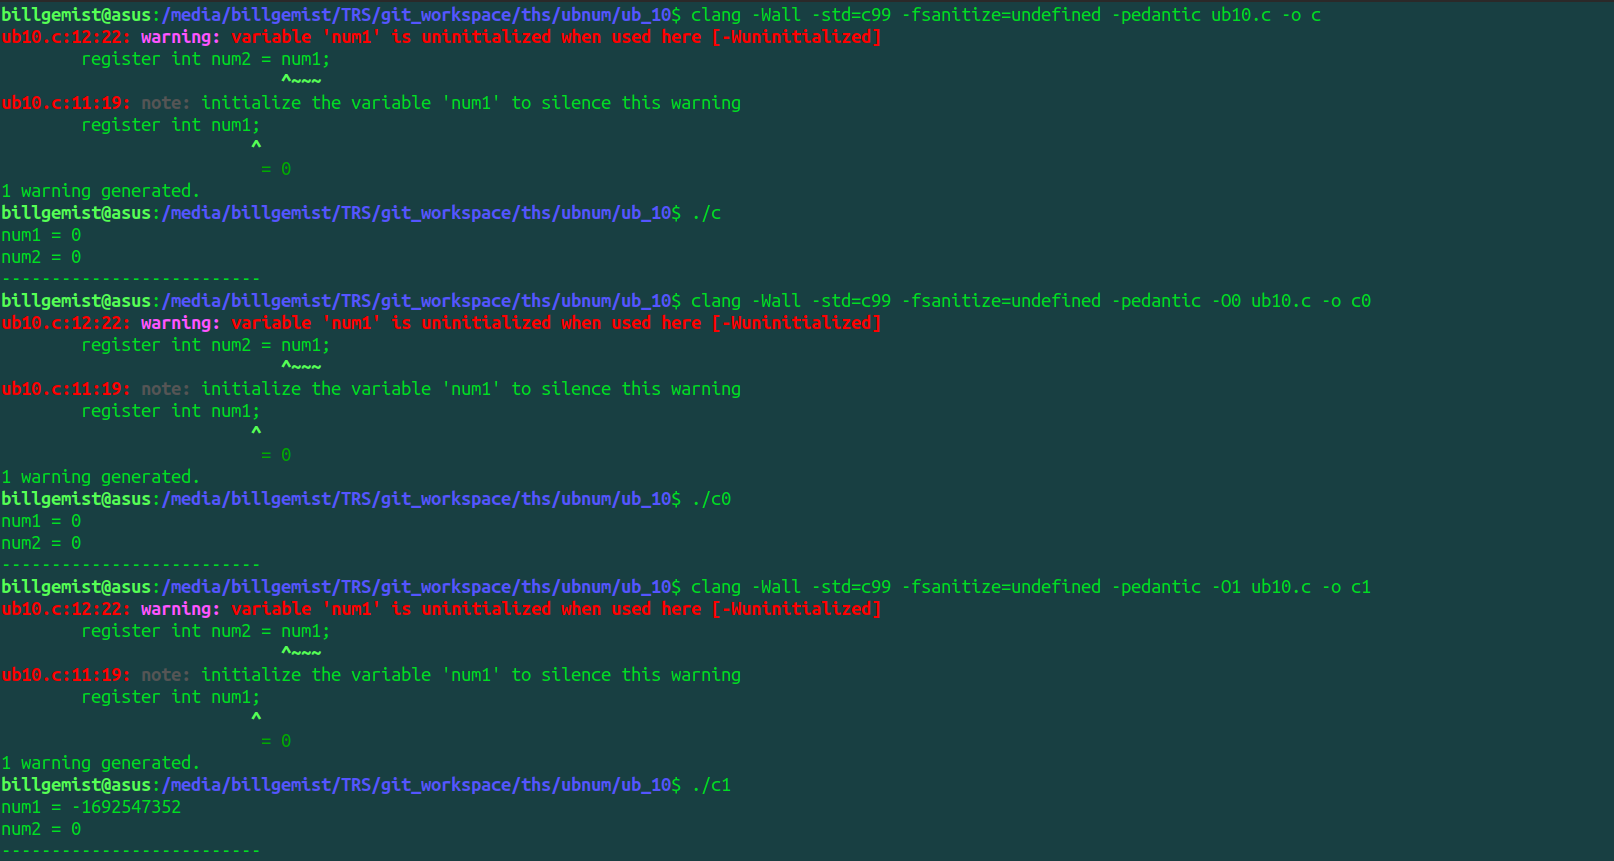 billgemist@asus:/media/billgemist/TRS/git_workspace/ths/ubnum/ub_10$ clang -Wall -std=c99 -fsanitize=undefined -pedantic ub10.c -o c
ub10.c:12:22: warning: variable 'num1' is uninitialized when used here [-Wuninitialized]
        register int num2 = num1;
                            ^~~~
ub10.c:11:19: note: initialize the variable 'num1' to silence this warning
        register int num1;
                         ^
                          = 0
1 warning generated.
billgemist@asus:/media/billgemist/TRS/git_workspace/ths/ubnum/ub_10$ ./c
num1 = 0
num2 = 0
--------------------------
billgemist@asus:/media/billgemist/TRS/git_workspace/ths/ubnum/ub_10$ clang -Wall -std=c99 -fsanitize=undefined -pedantic -O0 ub10.c -o c0
ub10.c:12:22: warning: variable 'num1' is uninitialized when used here [-Wuninitialized]
        register int num2 = num1;
                            ^~~~
ub10.c:11:19: note: initialize the variable 'num1' to silence this warning
        register int num1;
                         ^
                          = 0
1 warning generated.
billgemist@asus:/media/billgemist/TRS/git_workspace/ths/ubnum/ub_10$ ./c0
num1 = 0
num2 = 0
--------------------------
billgemist@asus:/media/billgemist/TRS/git_workspace/ths/ubnum/ub_10$ clang -Wall -std=c99 -fsanitize=undefined -pedantic -O1 ub10.c -o c1
ub10.c:12:22: warning: variable 'num1' is uninitialized when used here [-Wuninitialized]
        register int num2 = num1;
                            ^~~~
ub10.c:11:19: note: initialize the variable 'num1' to silence this warning
        register int num1;
                         ^
                          = 0
1 warning generated.
billgemist@asus:/media/billgemist/TRS/git_workspace/ths/ubnum/ub_10$ ./c1
num1 = -1692547352
num2 = 0
--------------------------